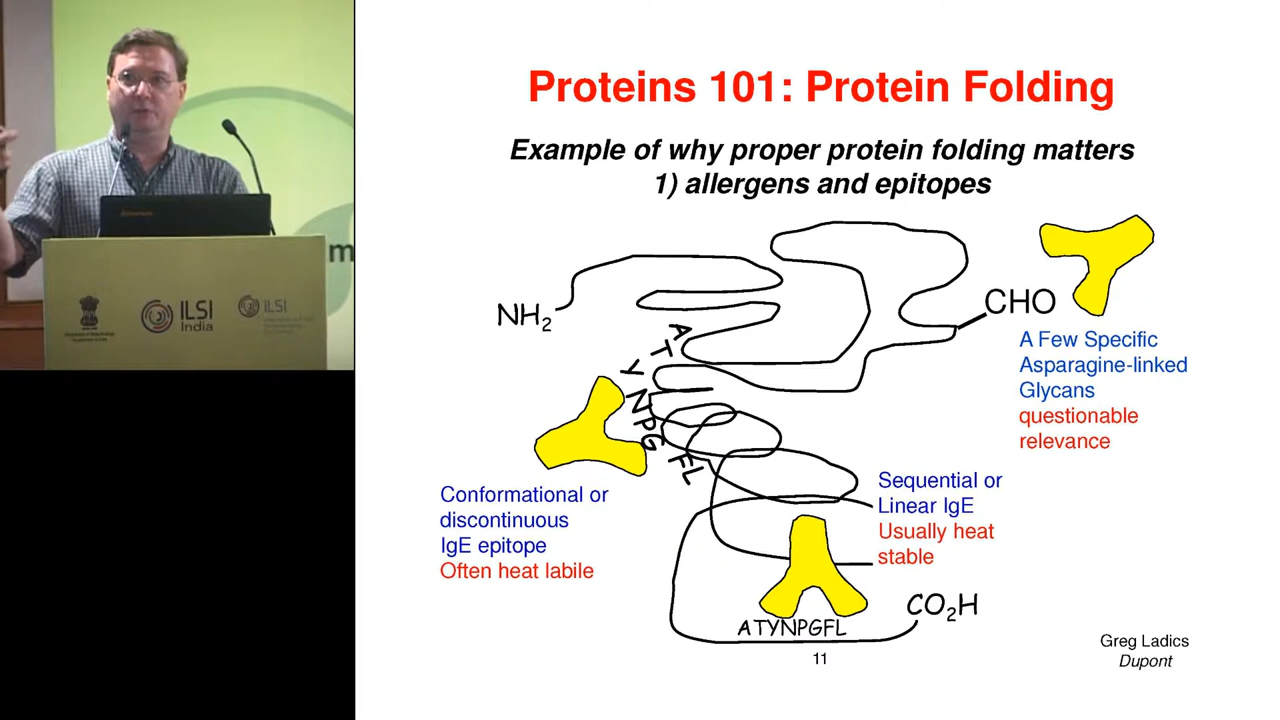 Proteins 101: Protein Folding
Example of why proper protein folding matters
1) allergens and epitopes
NH2
CHO
A Few Specific
Asparagine-linked
Glycans
questionable
relevance
A
T
Y
N
P
G
F
L
Conformational or
discontinuous
IgE epitope
Often heat labile
Sequential or
Linear IgE
Usually heat
stable
ATYNPGFL
CO2H
11
Greg Ladics
Dupont
m
ILSI
India
ILSI